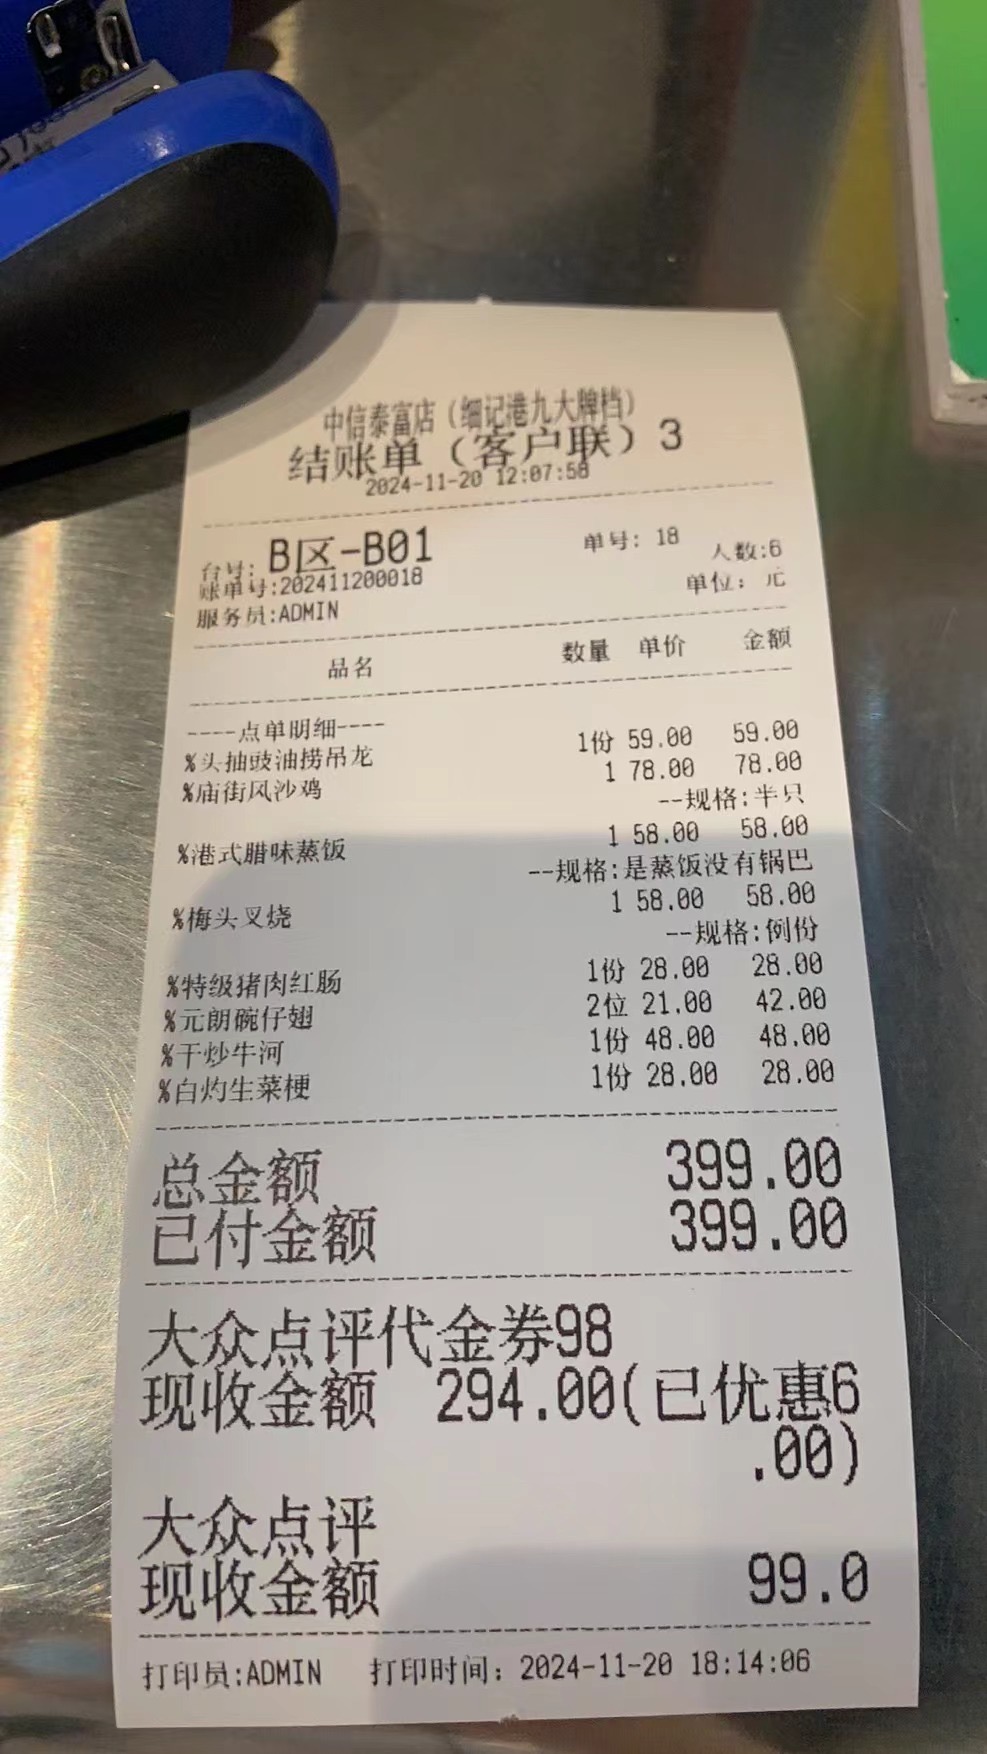 中信泰富店（细记港九大牌档）
结账单（客户联）3
2024-11-20 12:07:58
台号: B区-B01 单号: 18
人数:6
账单号:202411200018 单位: 元
服务员:ADMIN
品名 数量 单价 金额
----点单明细----
%头抽豉油捞吊龙 1份 59.00 59.00
%庙街风沙鸡 1 78.00 78.00
--规格:半只
%港式腊味蒸饭 1 58.00 58.00
--规格:是蒸饭没有锅巴
%梅头叉烧 1 58.00 58.00
--规格:例份
%特级猪肉红肠 1份 28.00 28.00
%元朗碗仔翅 2位 21.00 42.00
%干炒牛河 1份 48.00 48.00
%白灼生菜梗 1份 28.00 28.00
总金额 399.00
已付金额 399.00
大众点评代金券98
现收金额 294.00(已优惠6
.00)
大众点评
现收金额 99.0
打印员:ADMIN 打印时间: 2024-11-20 18:14:06